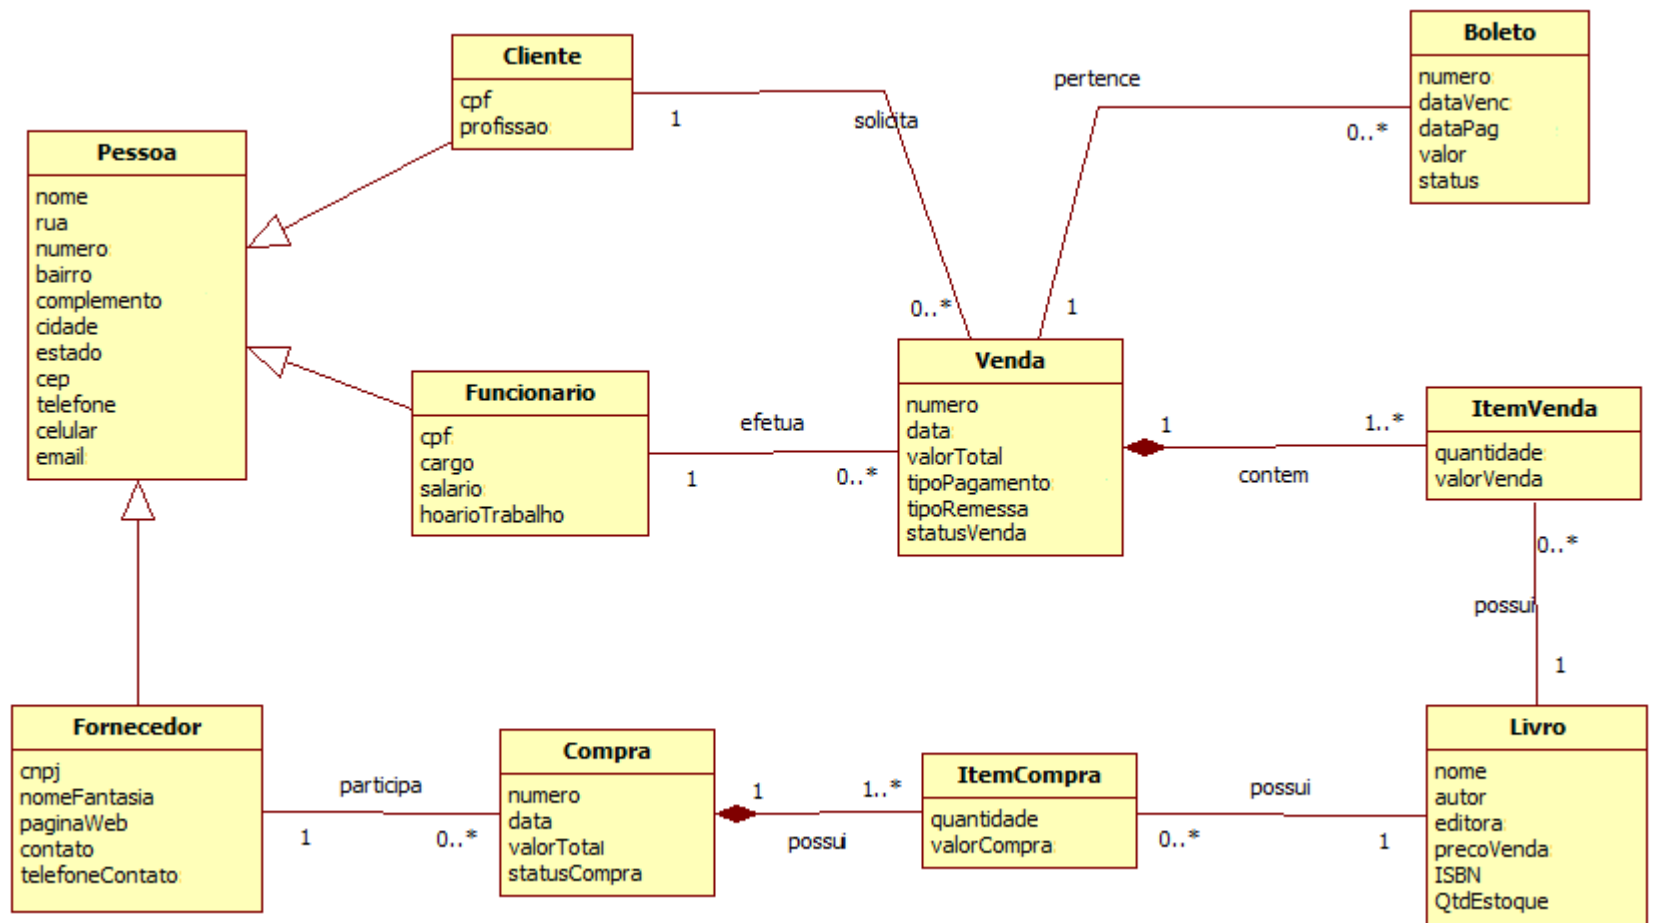 Cliente
cpf
profissao
1
solicita
0..*
Boleto
numero
dataVenc
dataPag
valor
status
pertence
0..*
1
Pessoa
nome
rua
numero
bairro
complemento
cidade
estado
cep
telefone
celular
email
Funcionario
cpf
cargo
salario
hoarioTrabalho
efetua
1
0..*
Venda
numero
data
valorTotal
tipoPagamento
tipoRemessa
statusVenda
1
1..*
contem
ItemVenda
quantidade
valorVenda
0..*
possui
1
Fornecedor
cnpj
nomeFantasia
paginaWeb
contato
telefoneContato
participa
1
0..*
Compra
numero
data
valorTotal
statusCompra
1
1..*
possui
ItemCompra
quantidade
valorCompra
possui
0..*
1
Livro
nome
autor
editora
precoVenda
ISBN
QtdEstoque